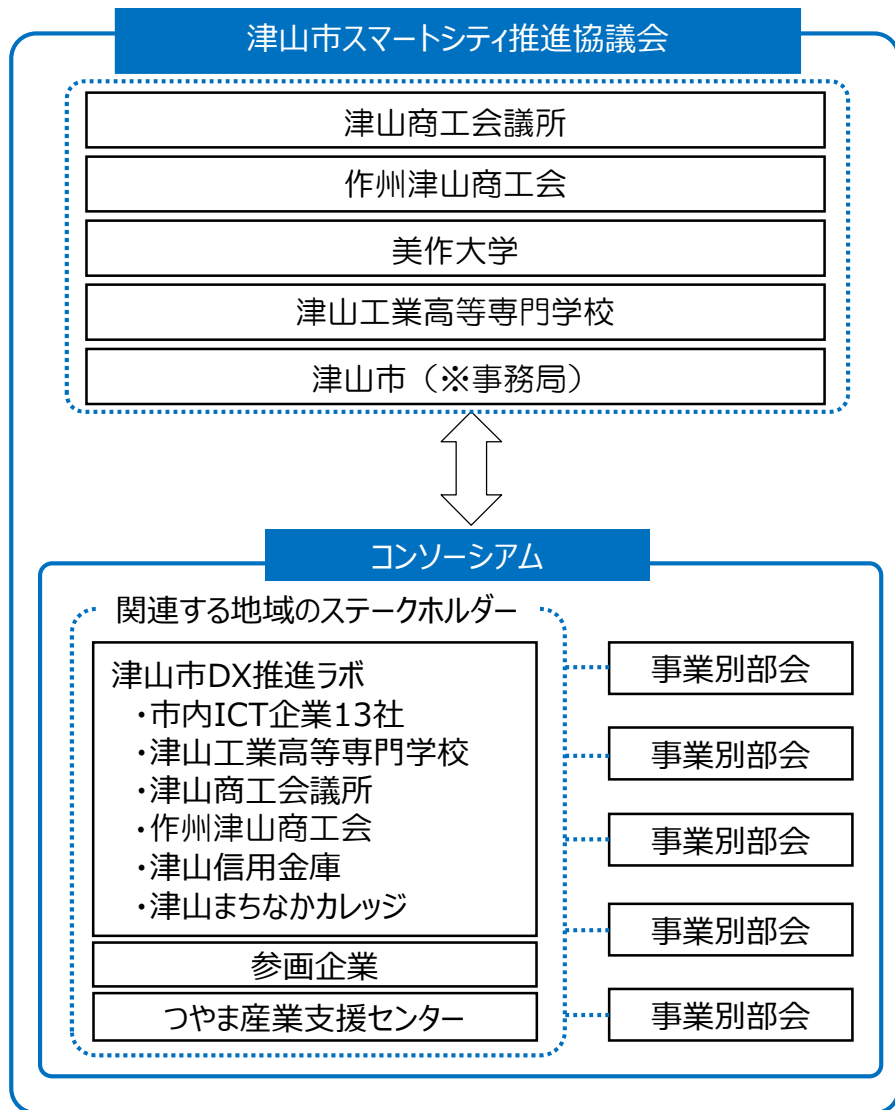 津山市スマートシティ推進協議会
津山商工会議所
作州津山商工会
美作大学
津山工業高等専門学校
津山市（※事務局）
コンソーシアム
関連する地域のステークホルダー
津山市DX推進ラボ
・市内ICT企業13社
・津山工業高等専門学校
・津山商工会議所
・作州津山商工会
・津山信用金庫
・津山まちなかカレッジ
参画企業
つやま産業支援センター
事業別部会
事業別部会
事業別部会
事業別部会
事業別部会